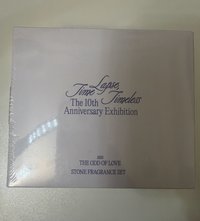 Time Lapse,
Timeless
The 10th
Anniversary Exhibition
THE ODD OF LOVE
STONE FRAGRANCE SET